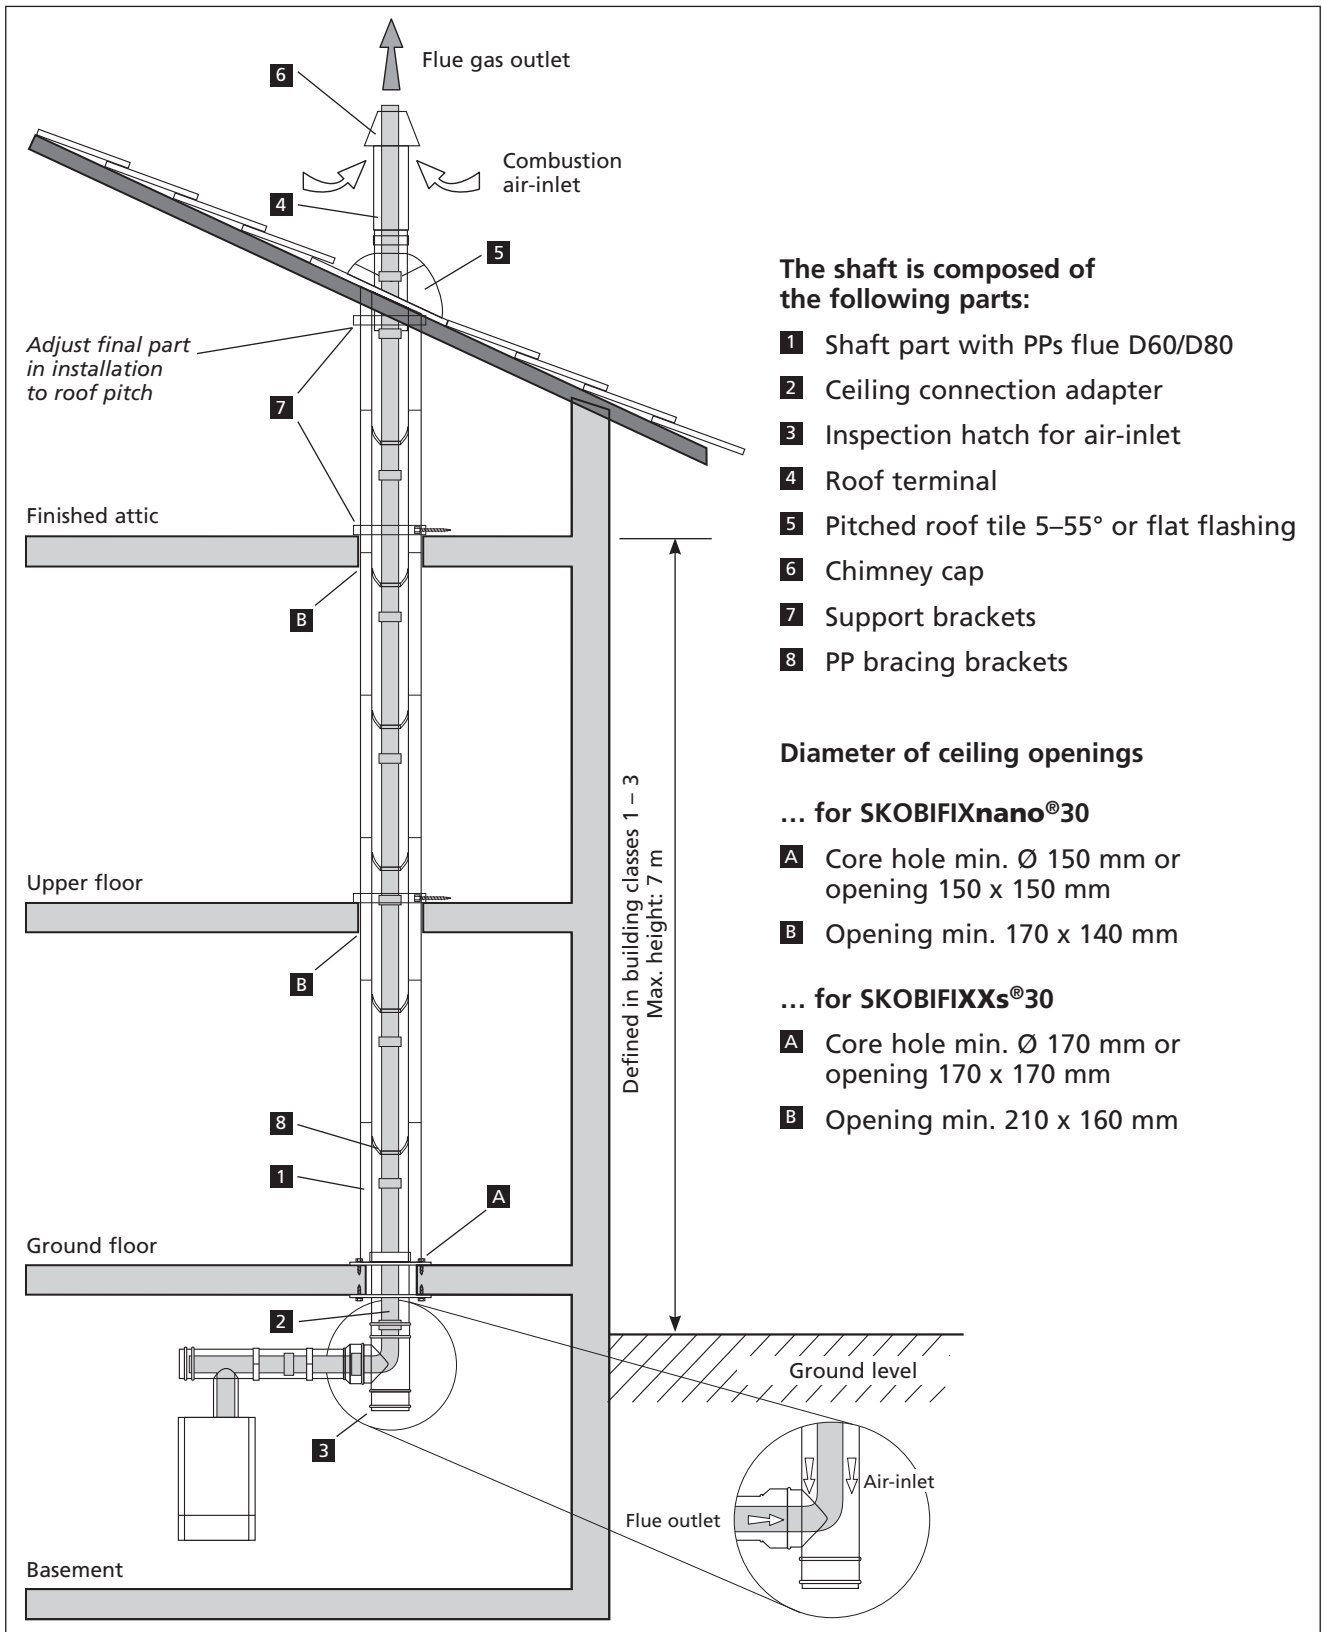 6
Flue gas outlet
Combustion
air-inlet
4
5
Adjust final part
in installation
to roof pitch
7
Finished attic
B
Upper floor
B
8
1
A
Ground floor
2
3
Basement
Defined in building classes 1 – 3
Max. height: 7 m
Ground level
Air-inlet
Flue outlet
The shaft is composed of
the following parts:
1 Shaft part with PPs flue D60/D80
2 Ceiling connection adapter
3 Inspection hatch for air-inlet
4 Roof terminal
5 Pitched roof tile 5–55° or flat flashing
6 Chimney cap
7 Support brackets
8 PP bracing brackets
Diameter of ceiling openings
... for SKOBIFIXnano®30
A Core hole min. Ø 150 mm or
opening 150 x 150 mm
B Opening min. 170 x 140 mm
... for SKOBIFIXXs®30
A Core hole min. Ø 170 mm or
opening 170 x 170 mm
B Opening min. 210 x 160 mm